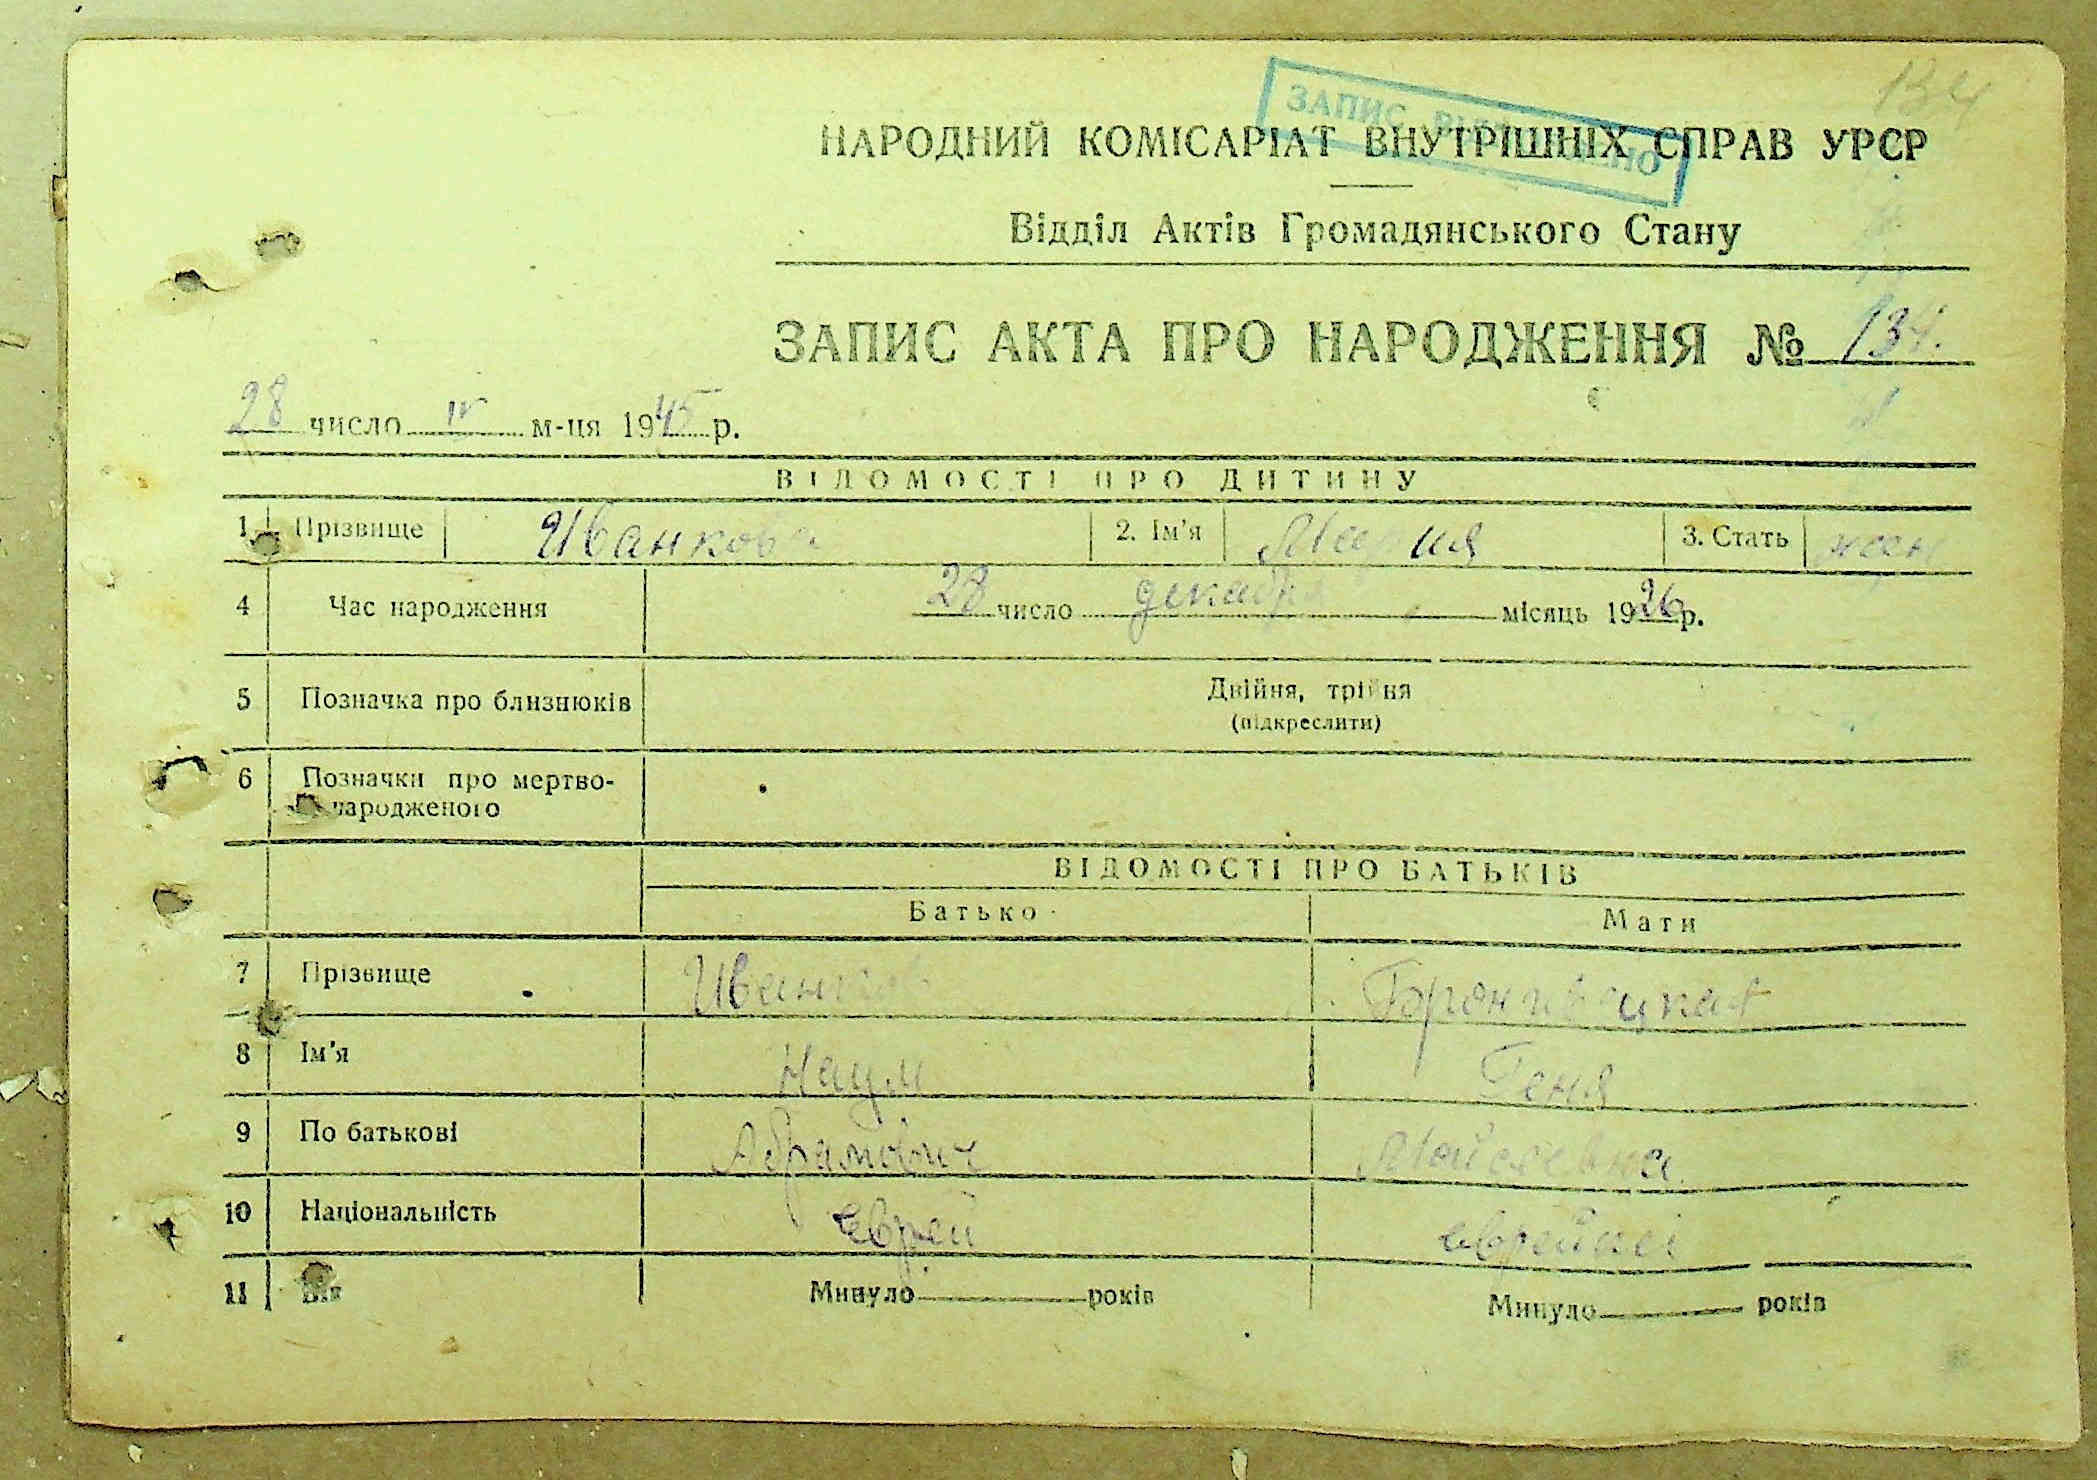 134
ЗАПИС
НАРОДНИЙ КОМІСАРІАТ ВНУТРІШНІХ СПРАВ УРСР
Відділ Актів Громадянського Стану
ЗАПИС АКТА ПРО НАРОДЖЕННЯ № 134.
28 число IV м-ця 1945 р.
ВІДОМОСТІ ПРО ДИТИНУ
1 Прізвище Иванкова 2. Ім'я Мария 3. Стать жен
4 Час народження 28 число декабря місяць 1926 р.
5 Позначка про близнюків Двійня, трійня
(підкреслити)
6 Позначки про мертво-
народженого
ВІДОМОСТІ ПРО БАТЬКІВ
Батько Мати
7 Прізвище Иванков
8 Ім'я Наум Геня
9 По батькові Абрамович Мойсеевна
10 Національність еврей еврейка
11 Вік Минуло років Минуло років